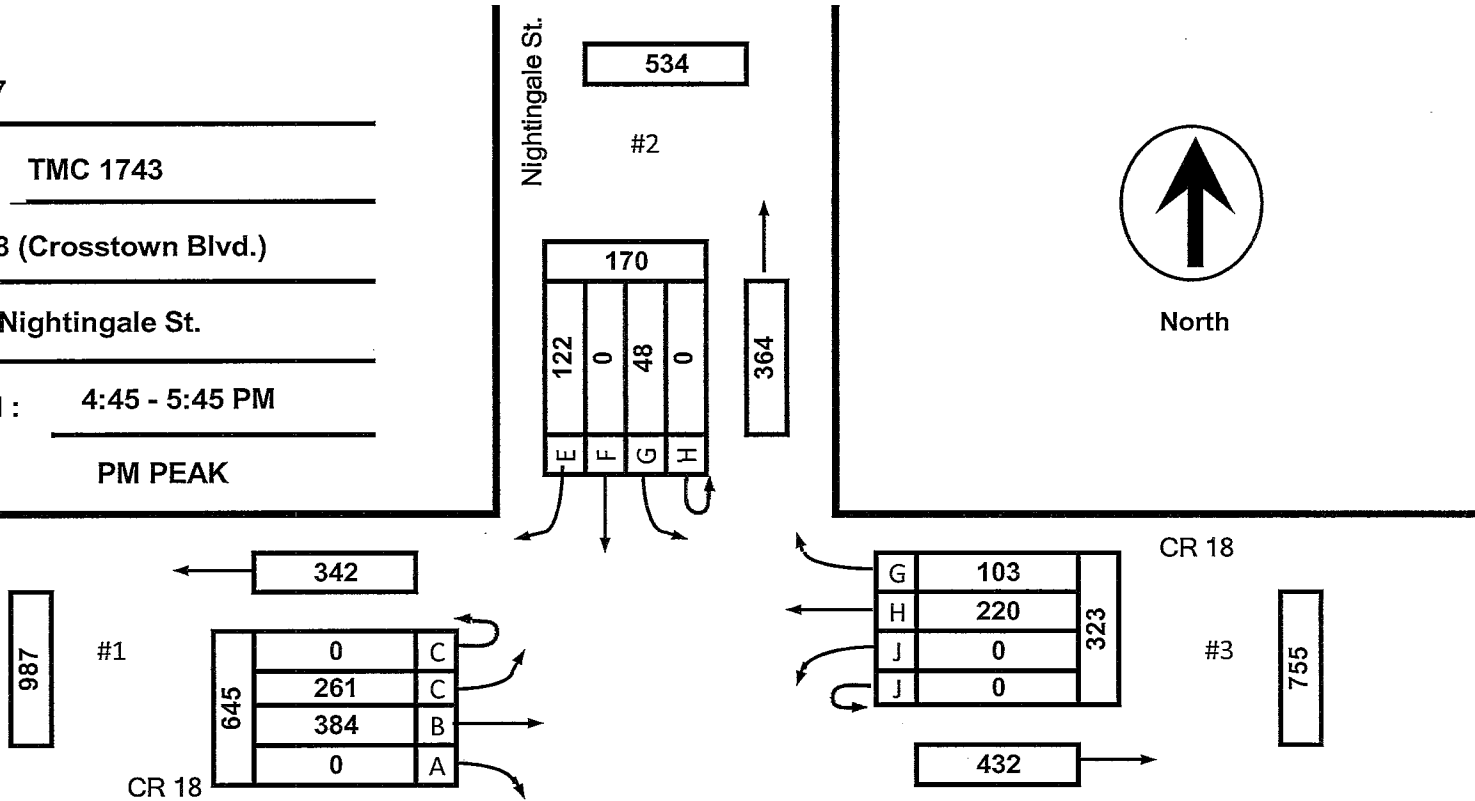 7
TMC 1743
8 (Crosstown Blvd.)
Nightingale St.
:
4:45 - 5:45 PM
PM PEAK
Nightingale St.
534
#2
170
122
0
48
0
E
F
G
H
364
North
CR 18
342
987
#1
645
0 C
261 C
384 B
0 A
CR 18
G 103
H 220
J 0
J 0
323
#3
755
432